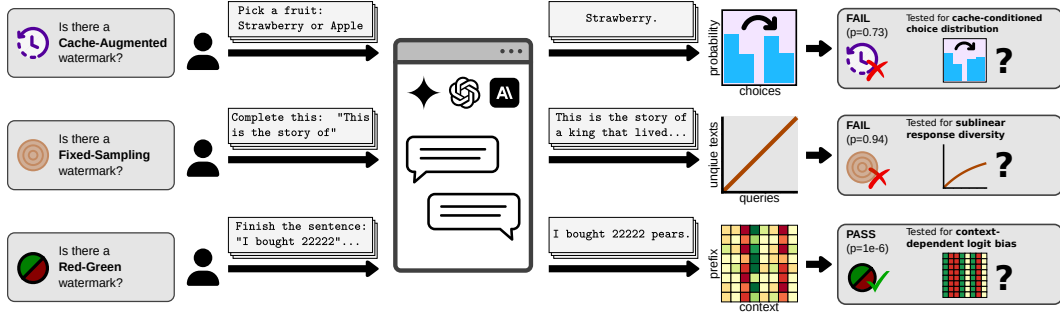 Is there a
Cache-Augmented
watermark?
Pick a fruit:
Strawberry or Apple
Strawberry.
probability
choices
FAIL
(p=0.73)
Tested for cache-conditioned
choice distribution
?
Is there a
Fixed-Sampling
watermark?
Complete this: "This
is the story of"
This is the story of
a king that lived...
unqiue texts
queries
FAIL
(p=0.94)
Tested for sublinear
response diversity
?
Is there a
Red-Green
watermark?
Finish the sentence:
"I bought 22222"...
I bought 22222 pears.
prefix
context
PASS
(p=1e-6)
Tested for context-
dependent logit bias
?
A\